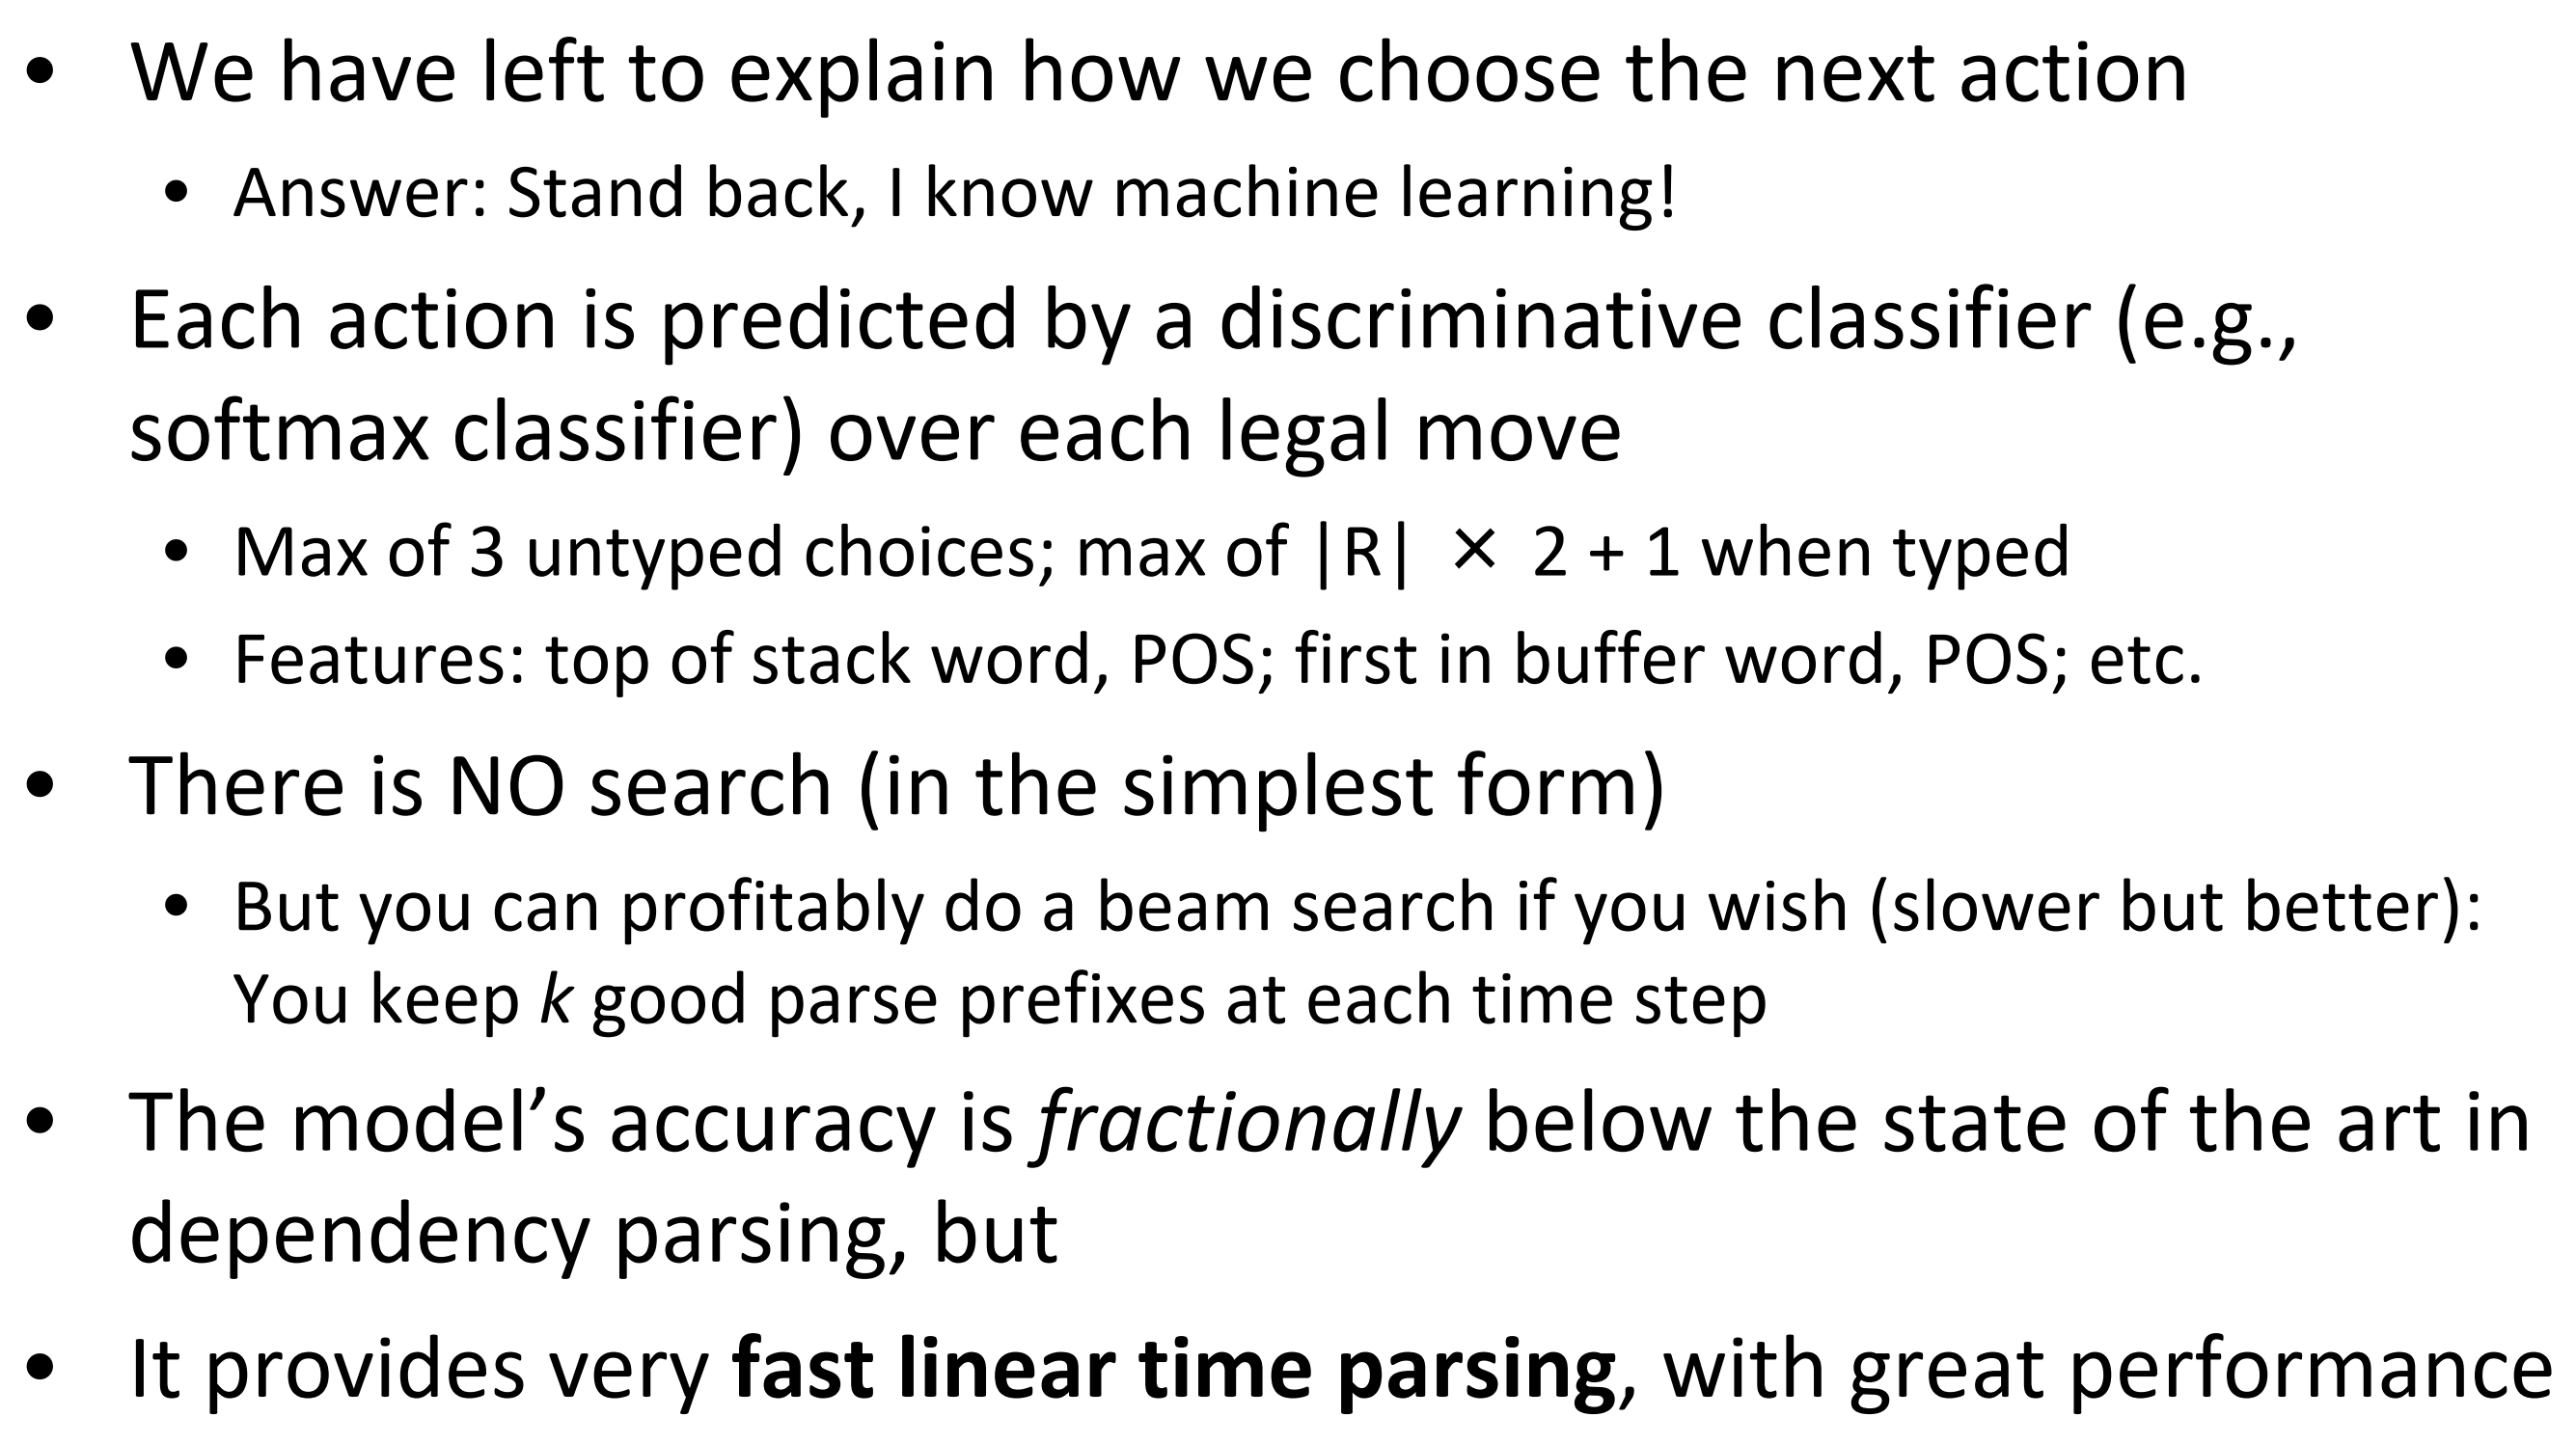 • We have left to explain how we choose the next action
• Answer: Stand back, I know machine learning!
• Each action is predicted by a discriminative classifier (e.g.,
softmax classifier) over each legal move
• Max of 3 untyped choices; max of |R| × 2 + 1 when typed
• Features: top of stack word, POS; first in buffer word, POS; etc.
• There is NO search (in the simplest form)
• But you can profitably do a beam search if you wish (slower but better):
You keep k good parse prefixes at each time step
• The model’s accuracy is fractionally below the state of the art in
dependency parsing, but
• It provides very fast linear time parsing, with great performance